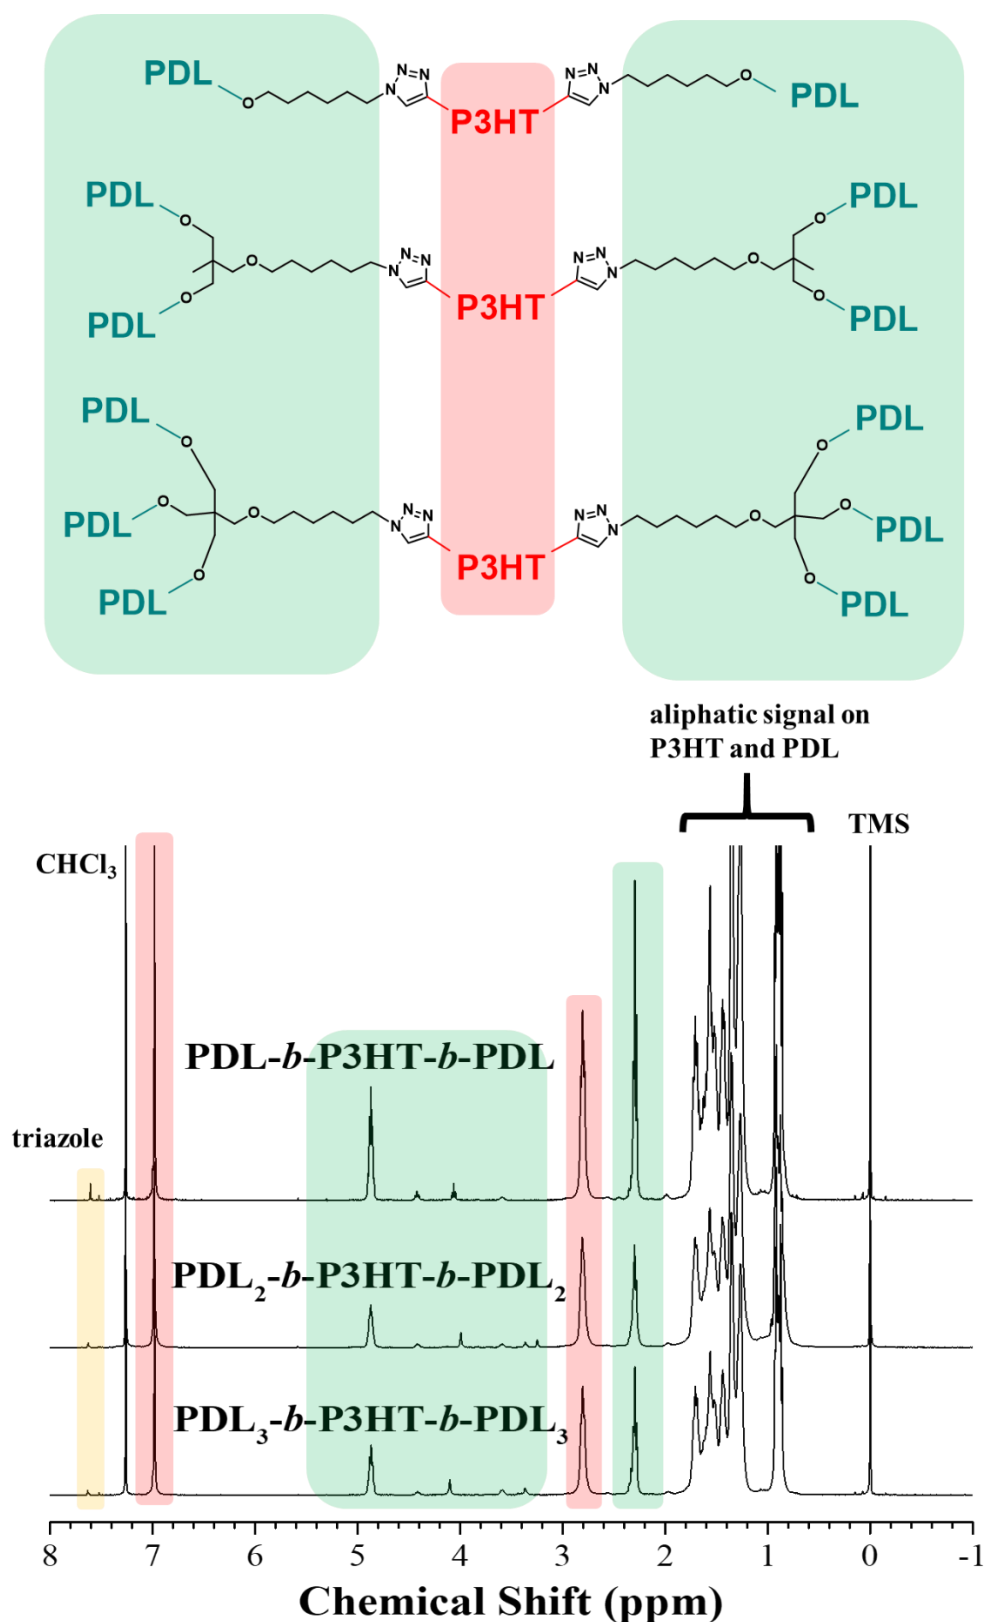 PDL O N N N P3HT N N N O PDL
PDL O O N N N P3HT N N N O O PDL
PDL O O PDL
PDL O PDL O O N N N P3HT N N N O O PDL
PDL O O PDL
O PDL
aliphatic signal on
P3HT and PDL
CHCl3
TMS
PDL-b-P3HT-b-PDL
triazole
PDL2-b-P3HT-b-PDL2
PDL3-b-P3HT-b-PDL3
8 7 6 5 4 3 2 1 0 -1
Chemical Shift (ppm)